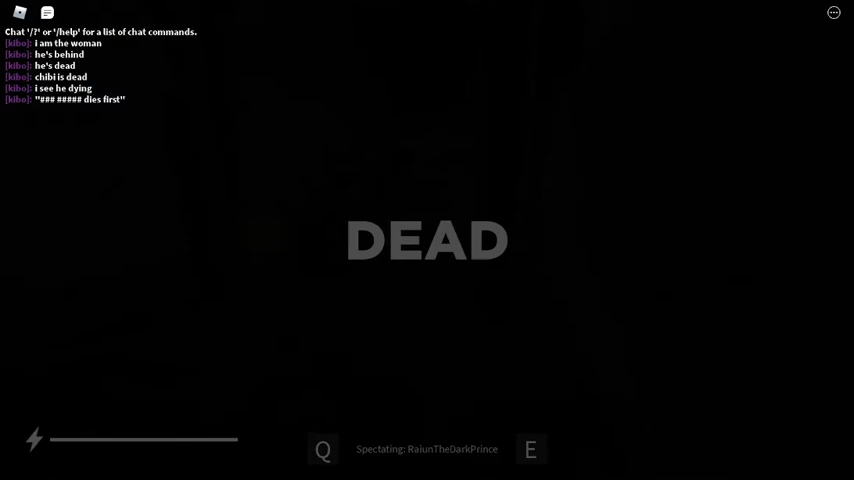 Chat '/?' or '/help' for a list of chat commands.
[kibo]: i am the woman
[kibo]: he's behind
[kibo]: he's dead
[kibo]: chibi is dead
[kibo]: i see he dying
[kibo]: "### ##### dies first"
DEAD
Q Spectating: RaiunTheDarkPrince E